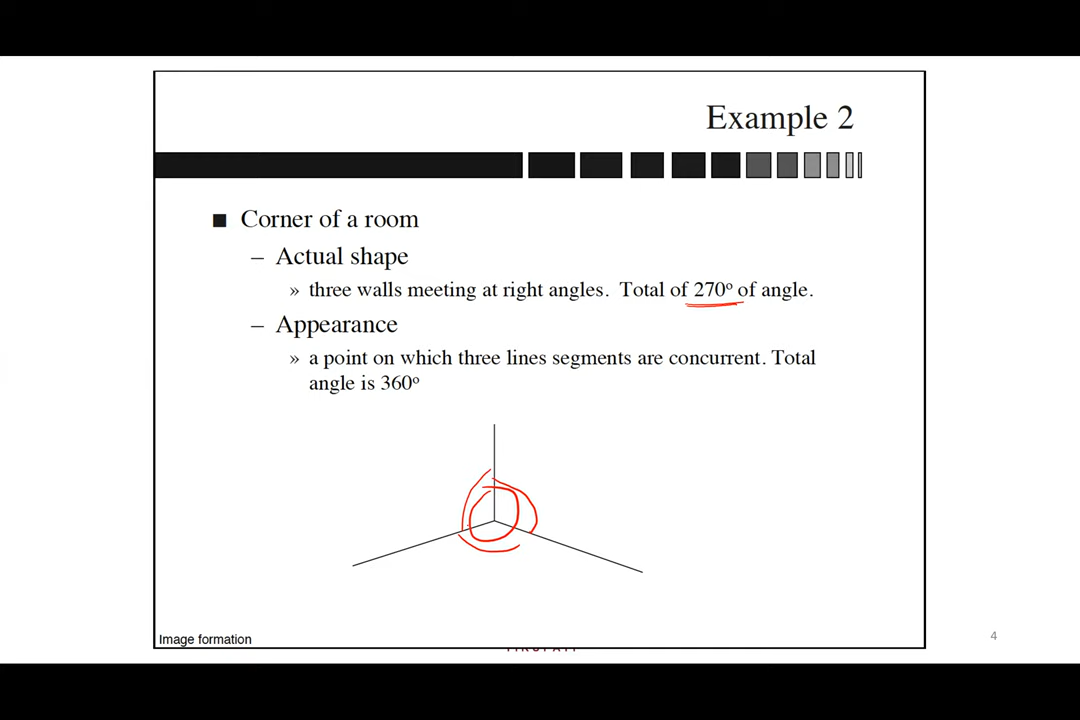 Example 2
■ Corner of a room
– Actual shape
» three walls meeting at right angles. Total of 270° of angle.
– Appearance
» a point on which three lines segments are concurrent. Total
angle is 360°
Image formation
4